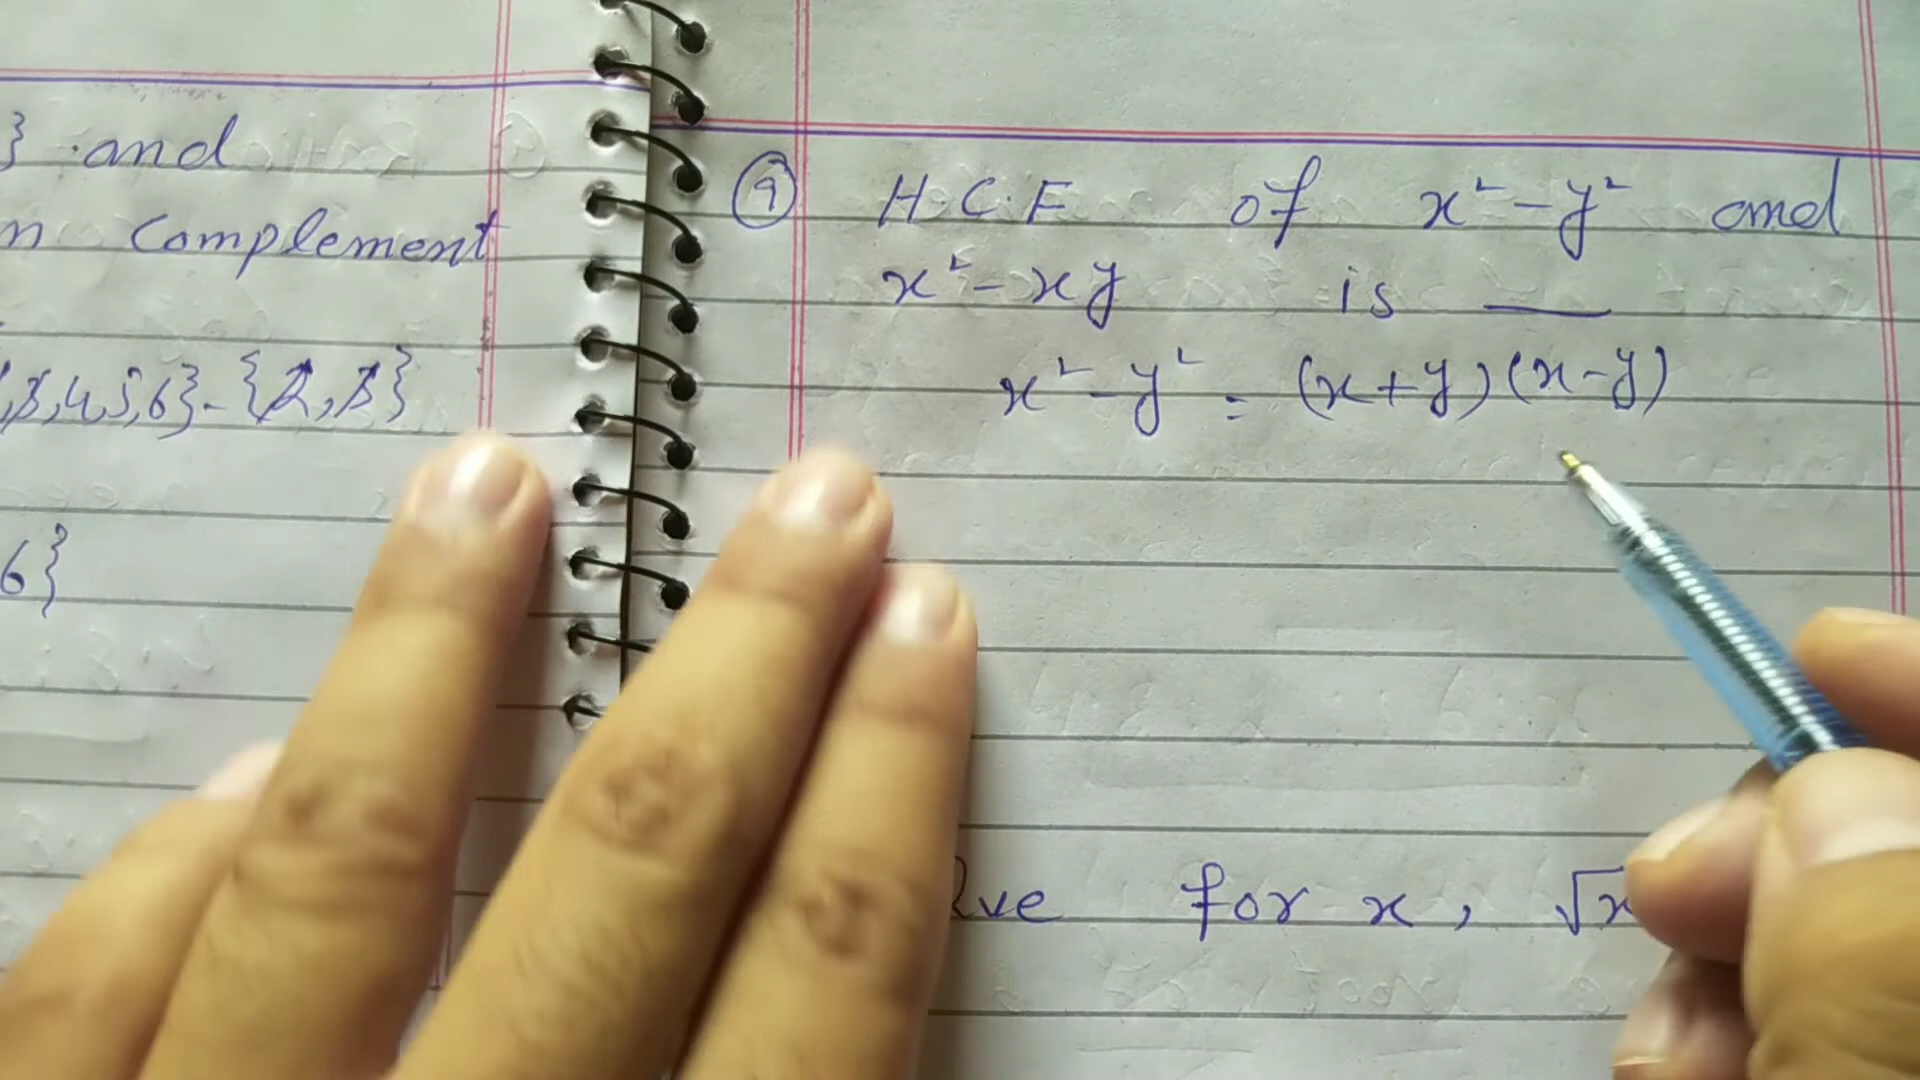 } and
n complement
,3,4,5,6} - {2,3}
6}
⑨ H.C.F of x² - y² and
x² - xy is ___
x² - y² = (x+y)(x-y)
lve for x, √x